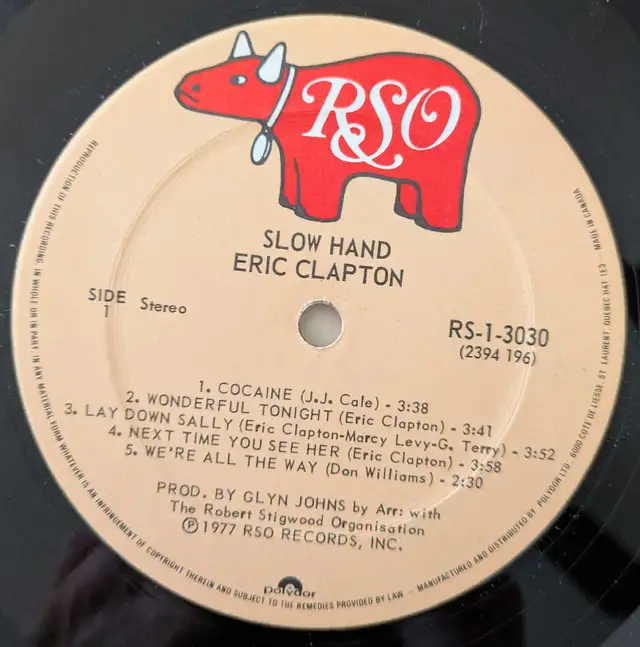 RSO
SLOW HAND
ERIC CLAPTON
SIDE Stereo
1
RS-1-3030
(2394 196)
1. COCAINE (J.J. Cale) - 3:38
2. WONDERFUL TONIGHT (Eric Clapton) - 3:41
3. LAY DOWN SALLY (Eric Clapton-Marcy Levy-G. Terry) - 3:52
4. NEXT TIME YOU SEE HER (Eric Clapton) - 3:58
5. WE'RE ALL THE WAY (Don Williams) - 2:30
PROD. BY GLYN JOHNS by Arr: with
The Robert Stigwood Organisation
Ⓟ1977 RSO RECORDS, INC.
polydor
REPRODUCTION OF THIS RECORDING, IN WHOLE OR IN PART, IN ANY MATERIAL FORM WHATEVER IS AN INFRINGEMENT OF COPYRIGHT THEREIN AND SUBJECT TO THE REMEDIES PROVIDED BY LAW - MANUFACTURED AND DISTRIBUTED BY POLYDOR LTD., 6000 COTE DE LIESSE, ST. LAURENT, QUEBEC H4T 1E3 - MADE IN CANADA